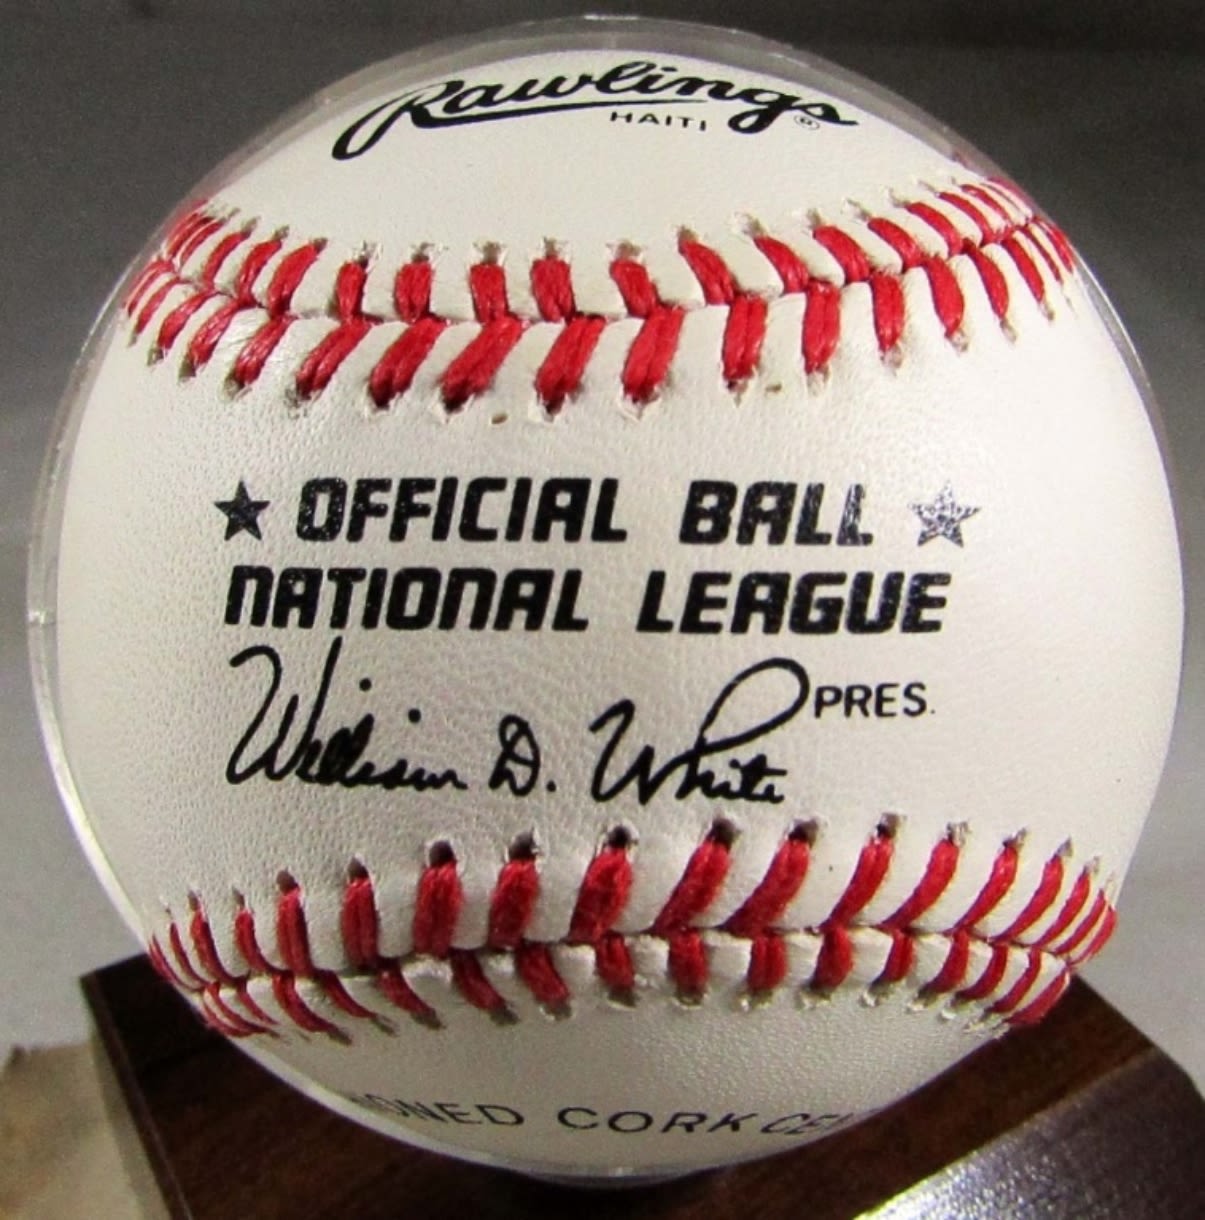 Rawlings ®
HAITI
★ OFFICIAL BALL ★
NATIONAL LEAGUE
William D. White PRES.
CORK